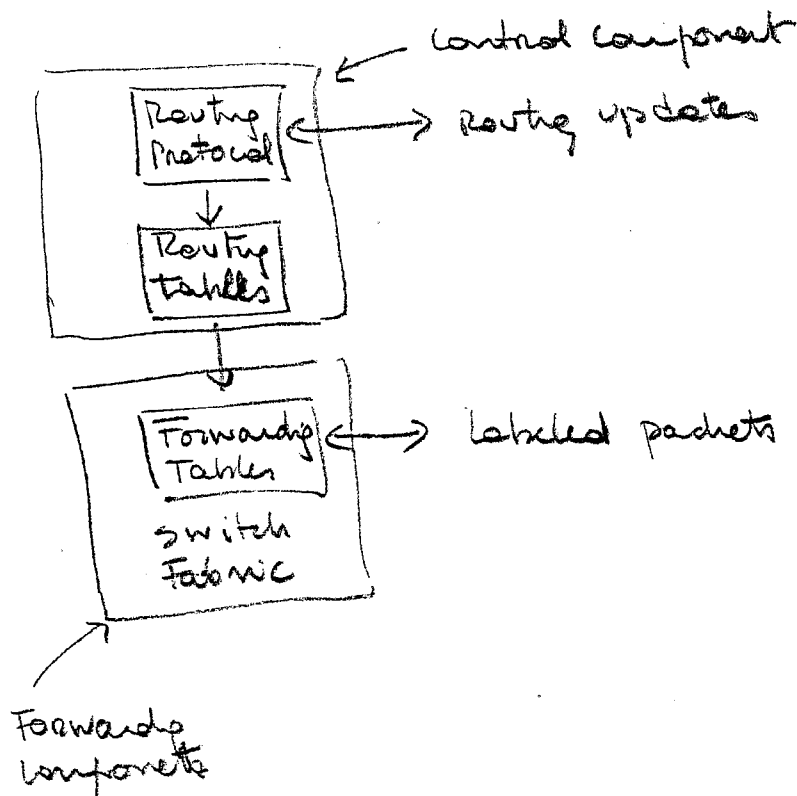 control component
Routing
Protocol
Routing updates
Routing
tables
Forwarding
Tables
Labeled packets
switch
Fabric
Forwarding
components